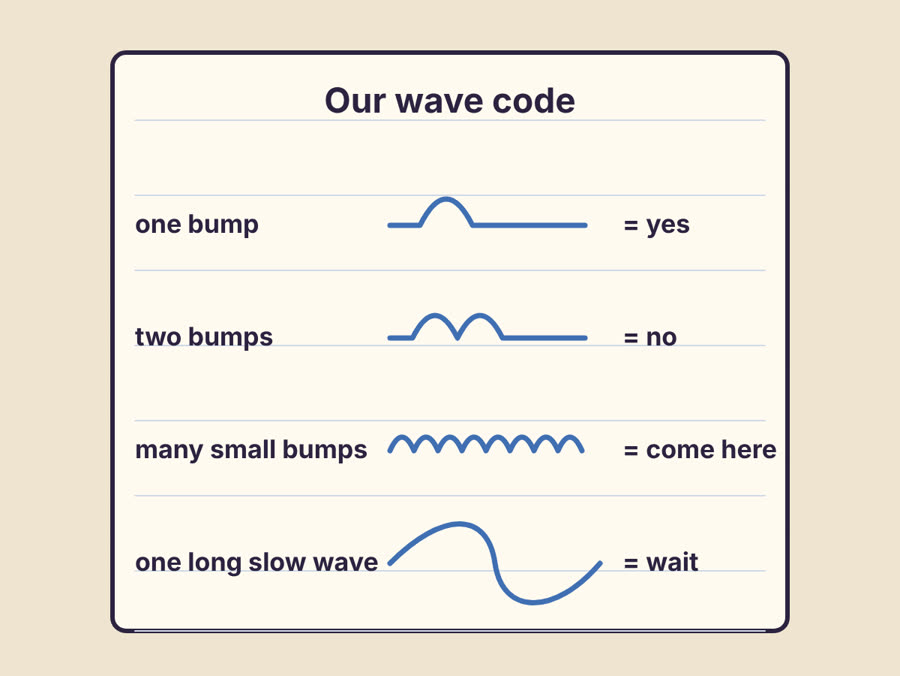 Our wave code
one bump = yes
two bumps = no
many small bumps = come here
one long slow wave = wait